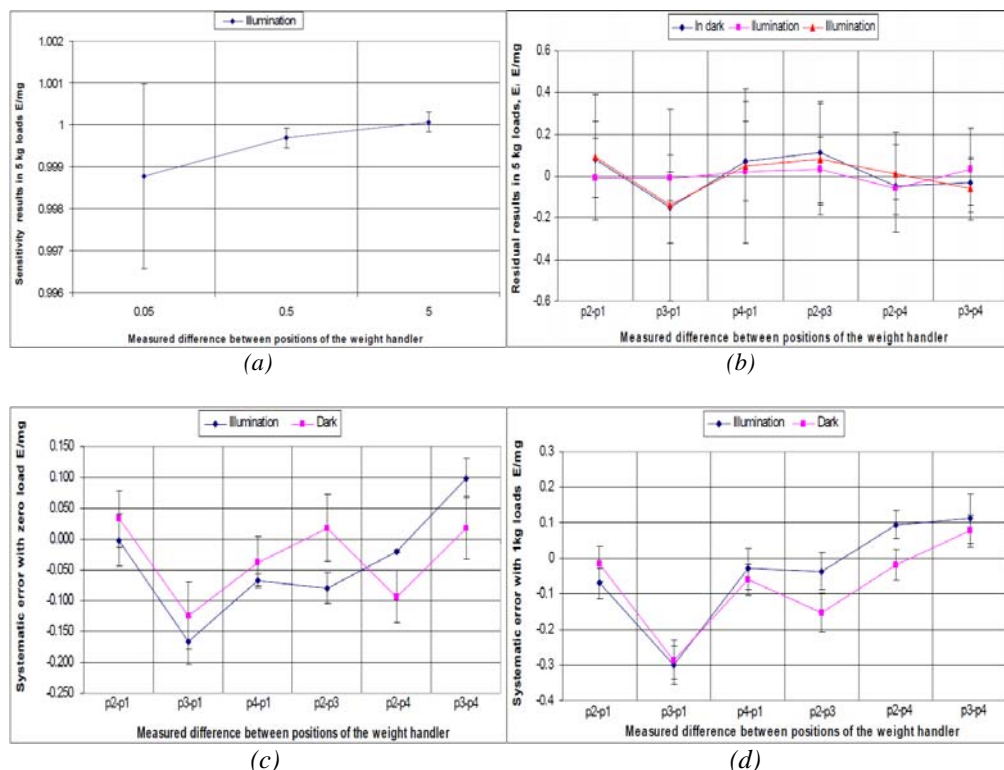 Illumination
Sensitivity results in 5 kg loads E/mg
1.002
1.001
1
0.999
0.998
0.997
0.996
0.05
0.5
5
Measured difference between positions of the weight handler
(a)
In dark
Illumination
Illumination
Residual results in 5 kg loads, E. E/mg
0.6
0.4
0.2
0
-0.2
-0.4
-0.6
p2-p1
p3-p1
p4-p1
p2-p3
p2-p4
p3-p4
Measured difference between positions of the weight handler
(b)
Illumination
Dark
Systematic error with zero load E/mg
0.150
0.100
0.050
0.000
-0.050
-0.100
-0.150
-0.200
-0.250
p2-p1
p3-p1
p4-p1
p2-p3
p2-p4
p3-p4
Measured difference between positions of the weight handler
(c)
Illumination
Dark
Systematic error with 1kg loads E/mg
0.3
0.2
0.1
0
-0.1
-0.2
-0.3
-0.4
p2-p1
p3-p1
p4-p1
p2-p3
p2-p4
p3-p4
Measured difference between positions of the weight handler
(d)